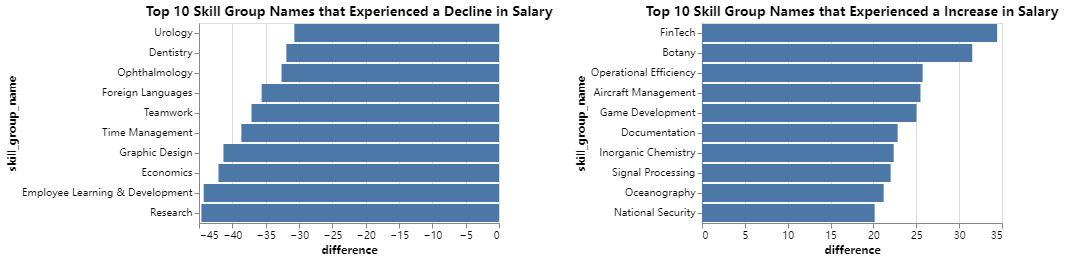 Top 10 Skill Group Names that Experienced a Decline in Salary
skill_group_name
Urology
Dentistry
Ophthalmology
Foreign Languages
Teamwork
Time Management
Graphic Design
Economics
Employee Learning & Development
Research
−45 −40 −35 −30 −25 −20 −15 −10 −5 0
difference
Top 10 Skill Group Names that Experienced a Increase in Salary
skill_group_name
FinTech
Botany
Operational Efficiency
Aircraft Management
Game Development
Documentation
Inorganic Chemistry
Signal Processing
Oceanography
National Security
0 5 10 15 20 25 30 35
difference